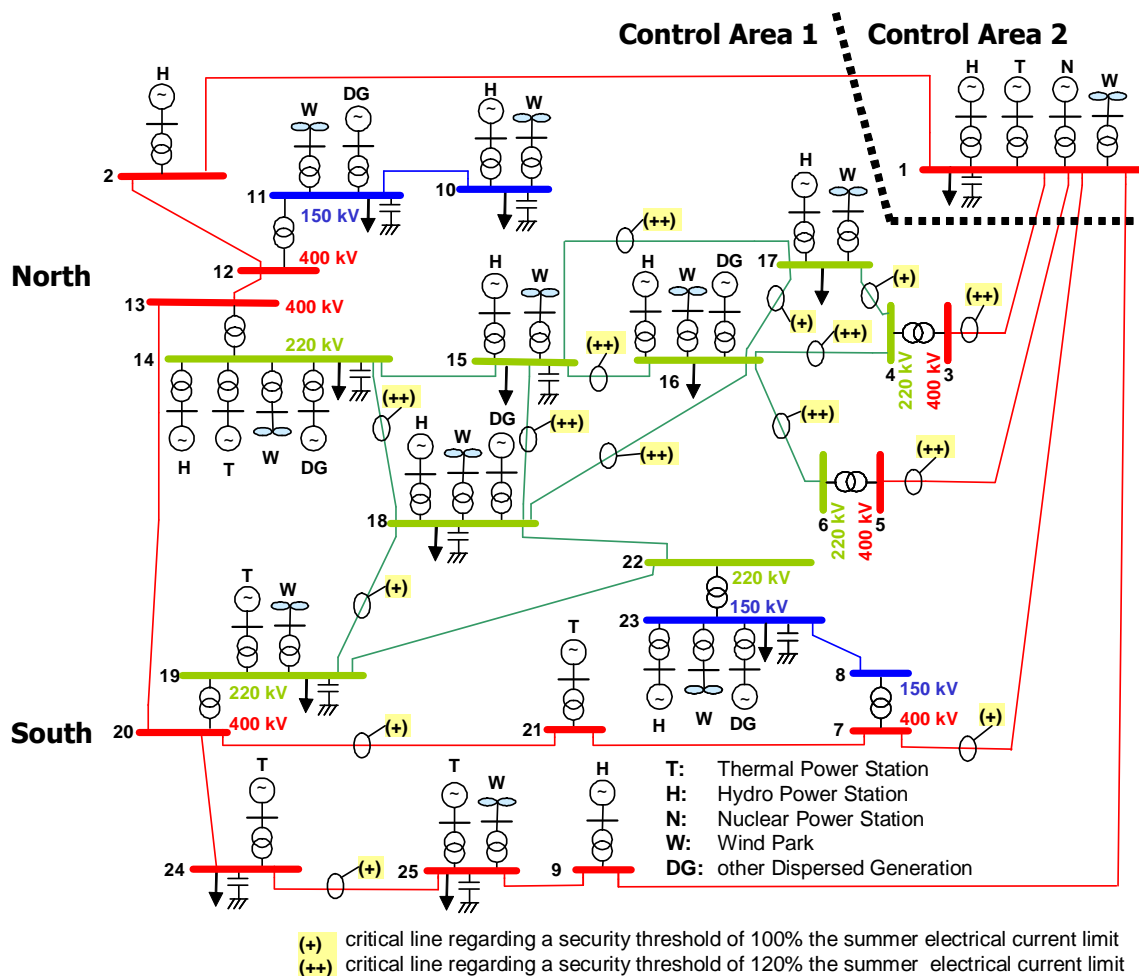 Control Area 1
Control Area 2
H
H T N W
2
1
W DG
H W
11
150 kV
10
H W
17
(++)
(+)
(+)
(++)
(++)
North
12
400 kV
13
400 kV
14
220 kV
H T W DG
H W
15
(++)
H W DG
16
4
220 kV
400 kV
3
(++)
(++)
(++)
(++)
(++)
H W DG
18
6
220 kV
400 kV
5
22
220 kV
(+)
T W
19
220 kV
150 kV
23
H W DG
T
8
150 kV
South
20
400 kV
(+)
21
7
400 kV
(+)
T
T W
H
24
(+)
25
9
T: Thermal Power Station
H: Hydro Power Station
N: Nuclear Power Station
W: Wind Park
DG: other Dispersed Generation
(+) critical line regarding a security threshold of 100% the summer electrical current limit
(++) critical line regarding a security threshold of 120% the summer electrical current limit
~ ~ ~ ~ ~ ~ ~ ~ ~ ~ ~ ~ ~ ~ ~ ~ ~ ~ ~ ~ ~ ~ ~ ~